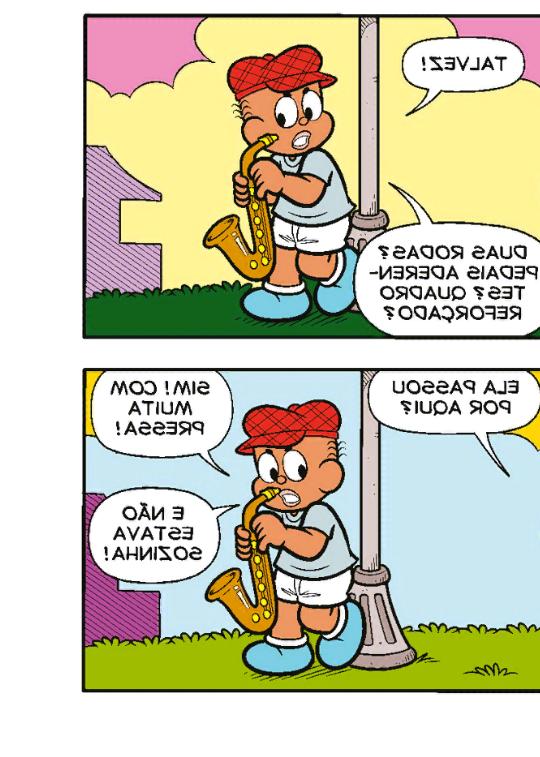 TALVEZ!
DUAS RODAS?
PEDAIS ADEREN-
TES? QUADRO
REFORÇADO?
ELA PASSOU
POR AQUI?
SIM! COM
MUITA
PRESSA!
E NÃO
ESTAVA
SOZINHA!